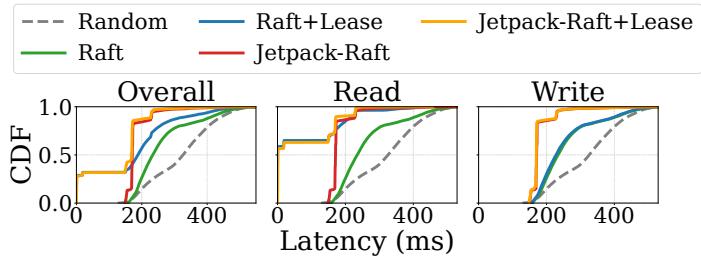 Random Raft+Lease Jetpack-Raft+Lease
Raft Jetpack-Raft
Overall Read Write
CDF
1.0
0.5
0.0
0 200 400 0 200 400 0 200 400
Latency (ms)